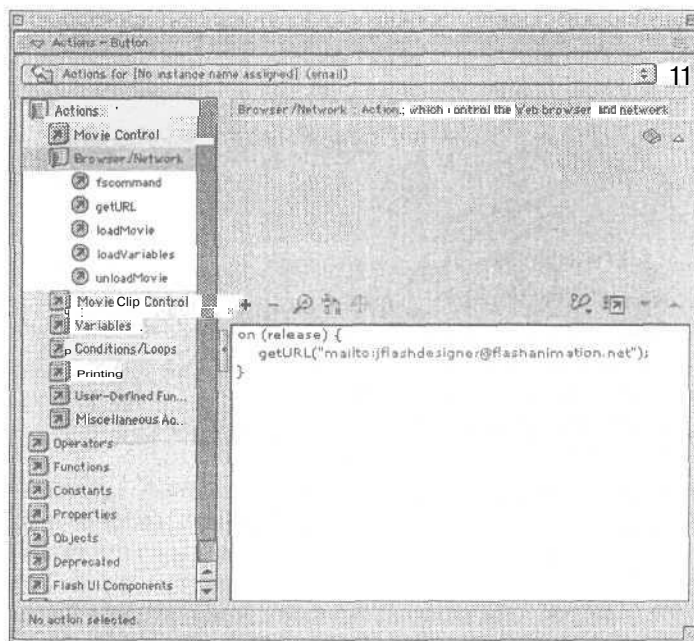 Actions - Button
Actions for [No instance name assigned] (email)
11
Actions
Movie Control
Browser/Network
fscommand
getURL
loadMovie
loadVariables
unloadMovie
Movie Clip Control
Variables
Conditions/Loops
Printing
User-Defined Fun...
Miscellaneous Ac...
Operators
Functions
Constants
Properties
Objects
Deprecated
Flash UI Components
Browser/Network : Actions which control the Web browser and network
on (release) {
getURL("mailto:jflashdesigner@flashanimation.net");
}
No action selected.